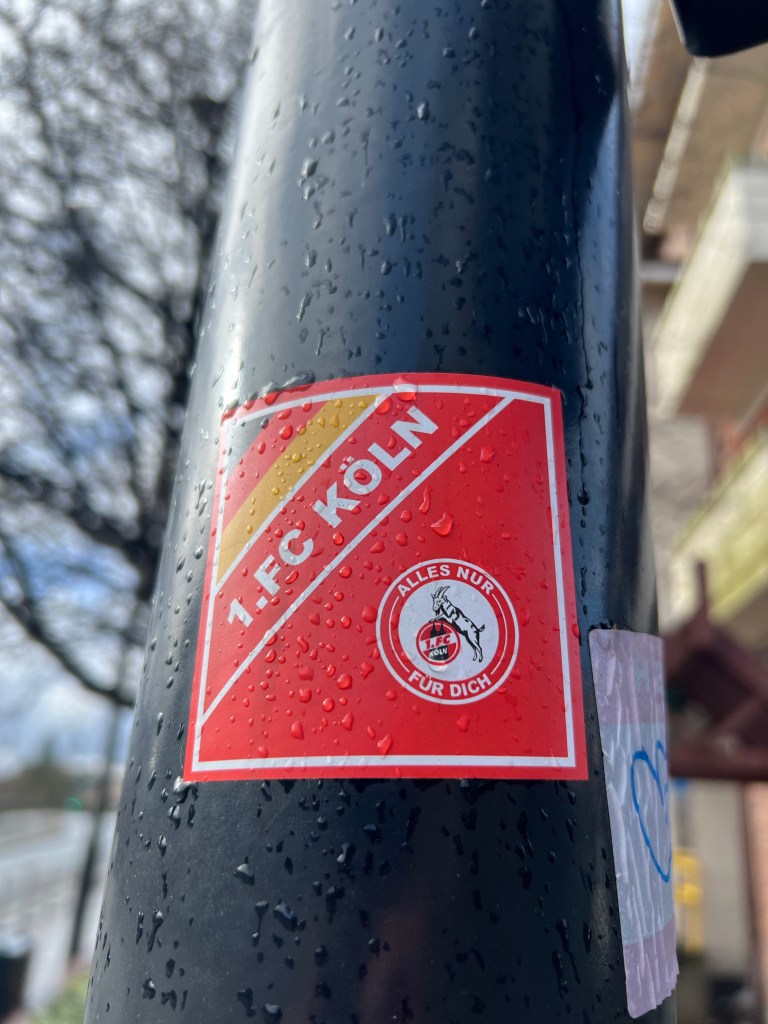 1.FC KÖLN
ALLES NUR
1.FC
KÖLN
FÜR DICH